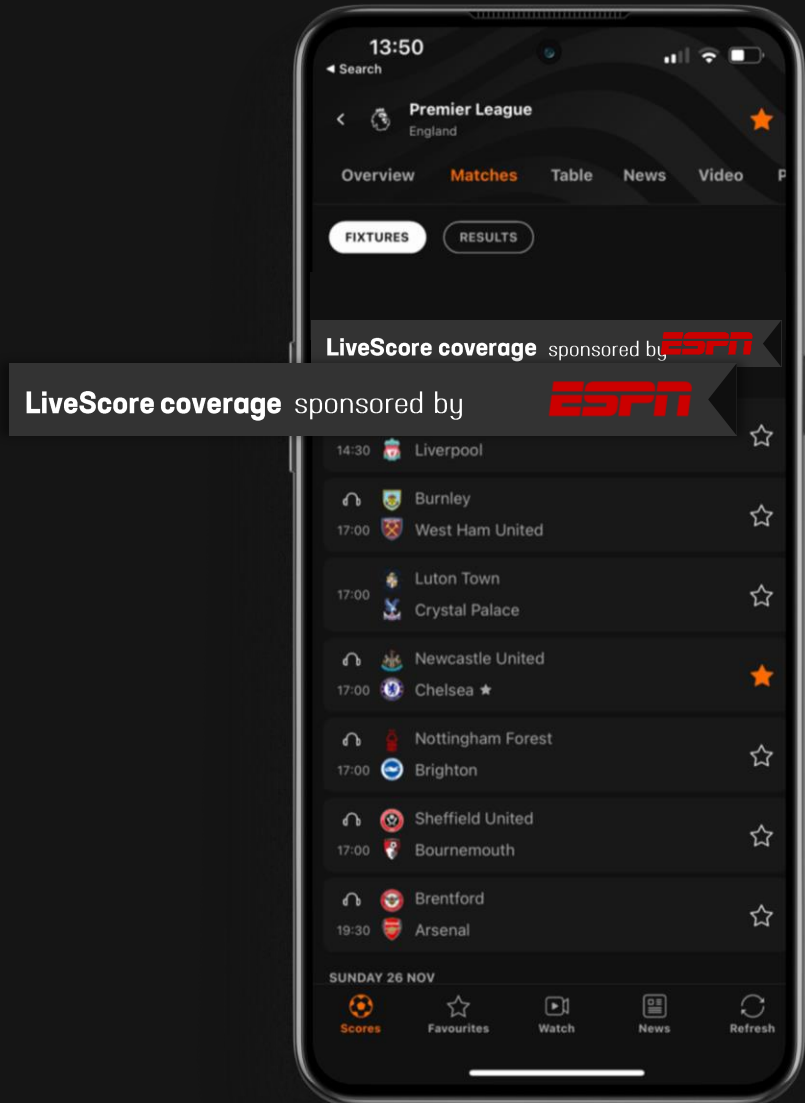 13:50
◄ Search
Premier League
England
Overview Matches Table News Video P
FIXTURES RESULTS
LiveScore coverage sponsored by ESPN
LiveScore coverage sponsored by ESPN
14:30 Liverpool
Burnley
17:00 West Ham United
Luton Town
17:00
Crystal Palace
Newcastle United
17:00 Chelsea ★
Nottingham Forest
17:00 Brighton
Sheffield United
17:00 Bournemouth
Brentford
19:30 Arsenal
SUNDAY 26 NOV
Scores Favourites Watch News Refresh